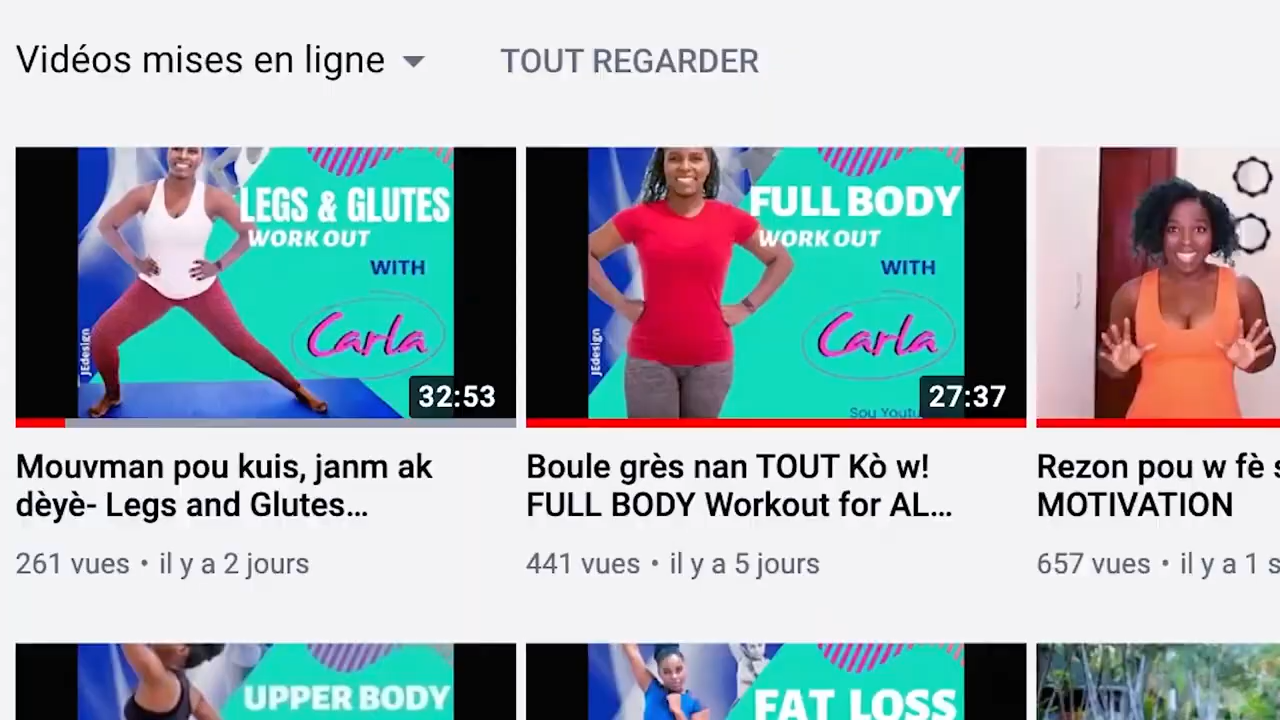 Vidéos mises en ligne
TOUT REGARDER
LEGS & GLUTES
WORK OUT
WITH
Carla
JEdesign
32:53
Mouvman pou kuis, janm ak
dèyè- Legs and Glutes...
261 vues • il y a 2 jours
FULL BODY
WORK OUT
WITH
Carla
JEdesign
Sou Youtu
27:37
Boule grès nan TOUT Kò w!
FULL BODY Workout for AL...
441 vues • il y a 5 jours
Rezon pou w fè s
MOTIVATION
657 vues • il y a 1 s
UPPER BODY
FAT LOSS